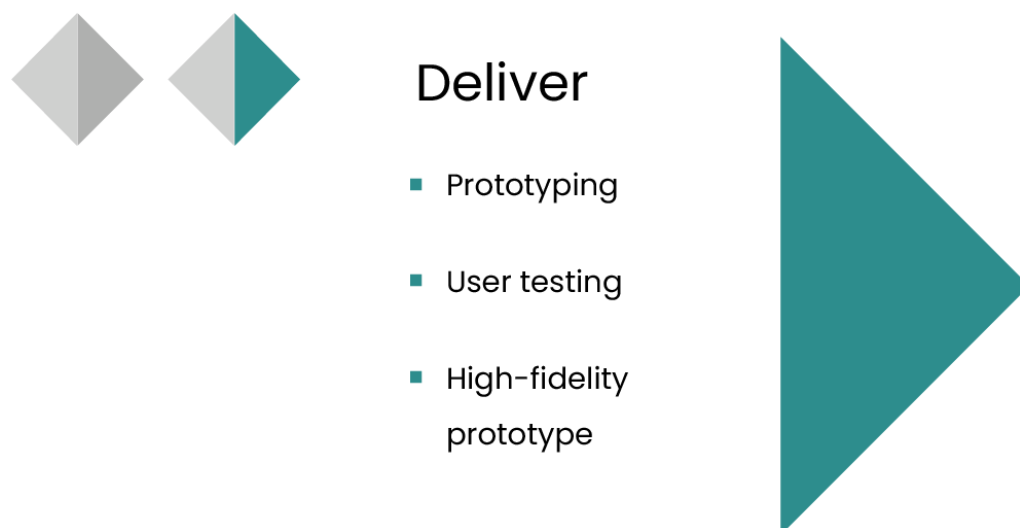 Deliver
Prototyping
User testing
High-fidelity
prototype